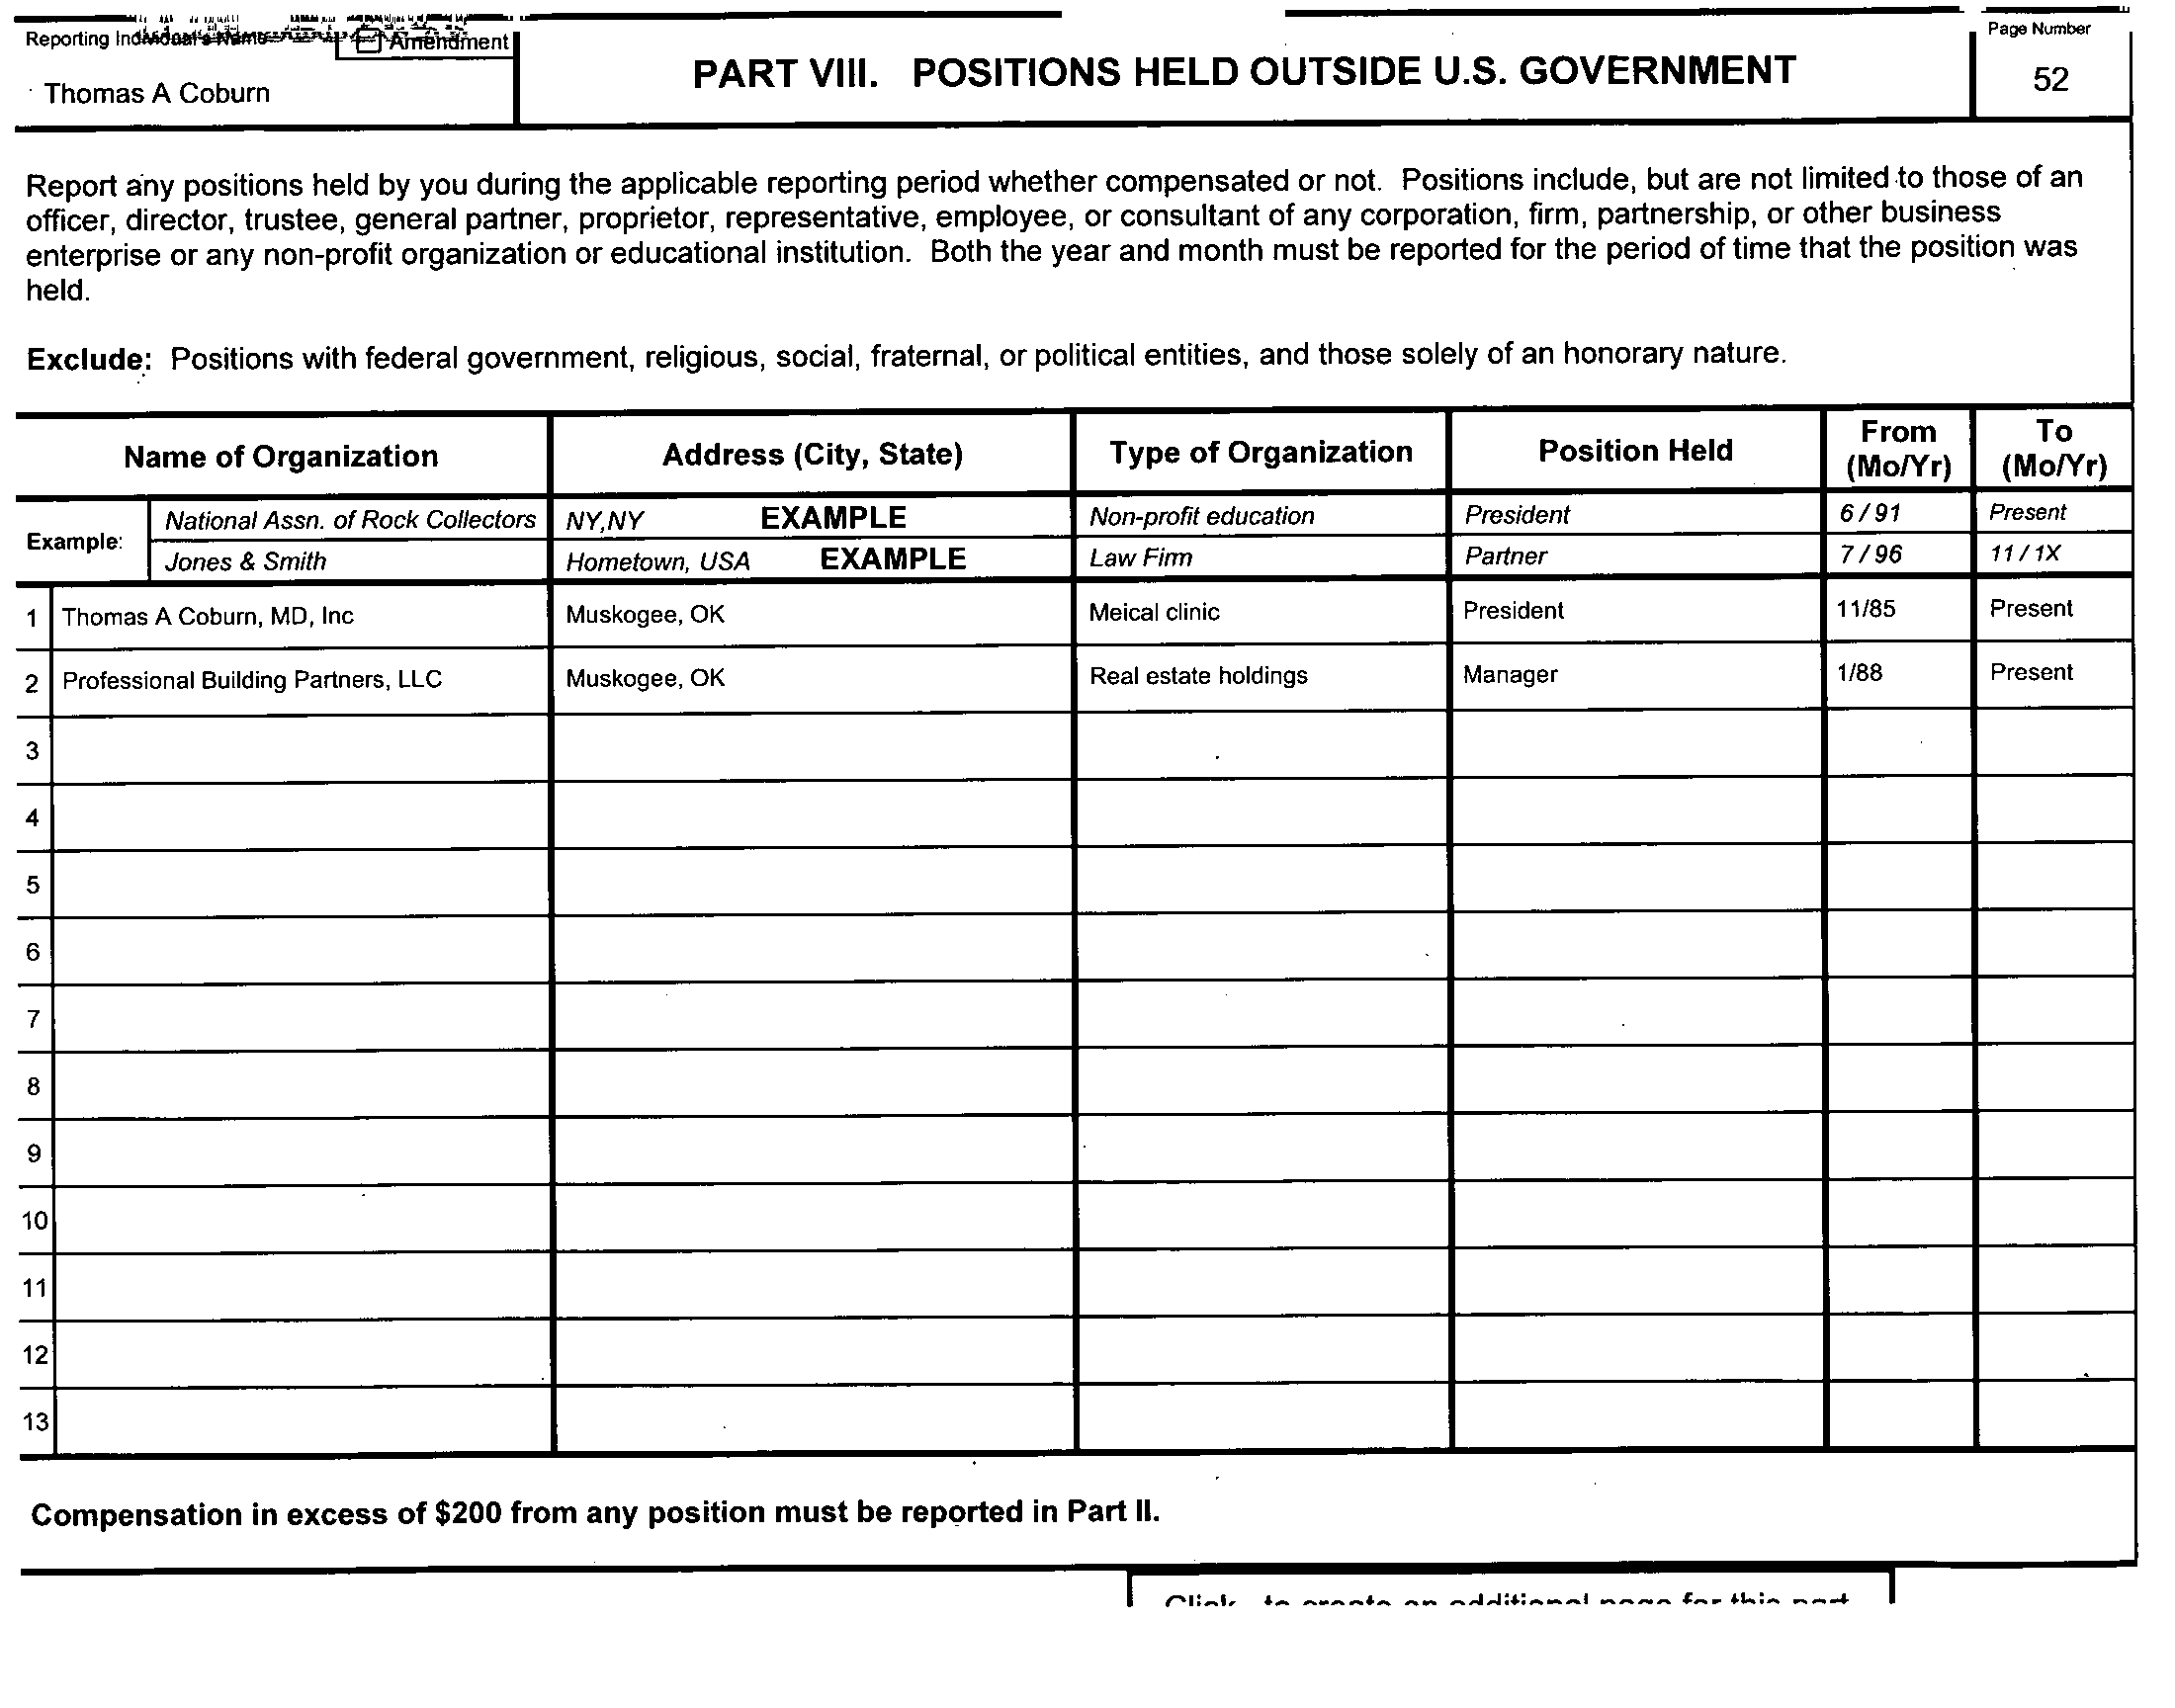 Reporting Individual's Name
Amendment
Thomas A Coburn
PART VIII. POSITIONS HELD OUTSIDE U.S. GOVERNMENT
Page Number
52
Report any positions held by you during the applicable reporting period whether compensated or not. Positions include, but are not limited to those of an
officer, director, trustee, general partner, proprietor, representative, employee, or consultant of any corporation, firm, partnership, or other business
enterprise or any non-profit organization or educational institution. Both the year and month must be reported for the period of time that the position was
held.
Exclude: Positions with federal government, religious, social, fraternal, or political entities, and those solely of an honorary nature.
Name of Organization Address (City, State) Type of Organization Position Held From (Mo/Yr) To (Mo/Yr)
Example:
National Assn. of Rock Collectors NY,NY EXAMPLE Non-profit education President 6 / 91 Present
Jones & Smith Hometown, USA EXAMPLE Law Firm Partner 7 / 96 11 / 1X
1 Thomas A Coburn, MD, Inc Muskogee, OK Meical clinic President 11/85 Present
2 Professional Building Partners, LLC Muskogee, OK Real estate holdings Manager 1/88 Present
3
4
5
6
7
8
9
10
11
12
13
Compensation in excess of $200 from any position must be reported in Part II.
Click to create an additional page for this part